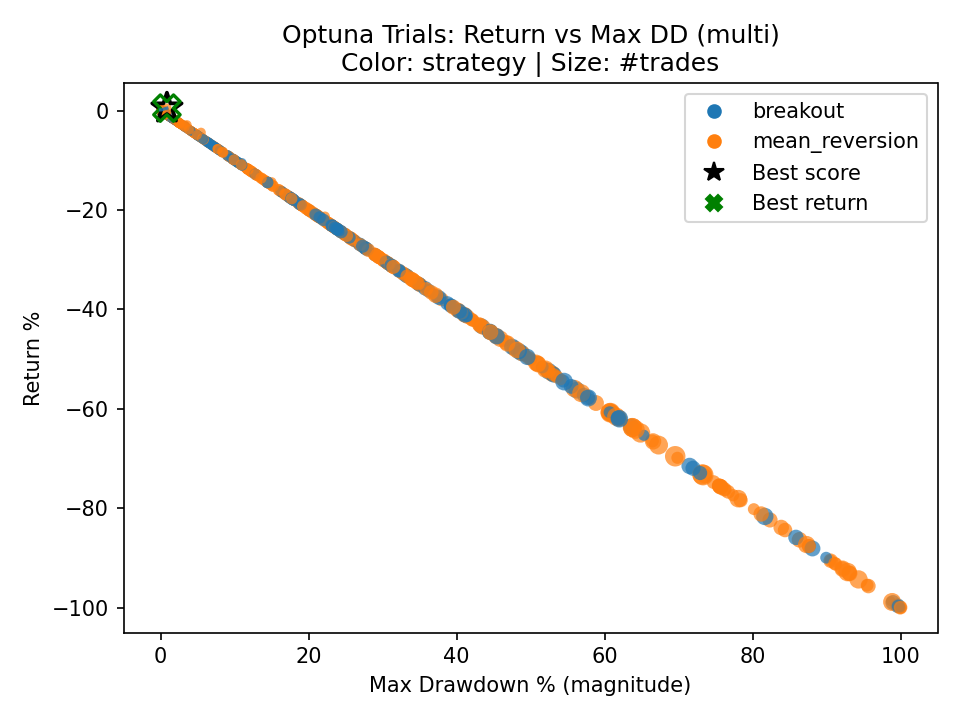 Optuna Trials: Return vs Max DD (multi)
Color: strategy | Size: #trades
breakout
mean_reversion
Best score
Best return
Return %
0
−20
−40
−60
−80
−100
0
20
40
60
80
100
Max Drawdown % (magnitude)